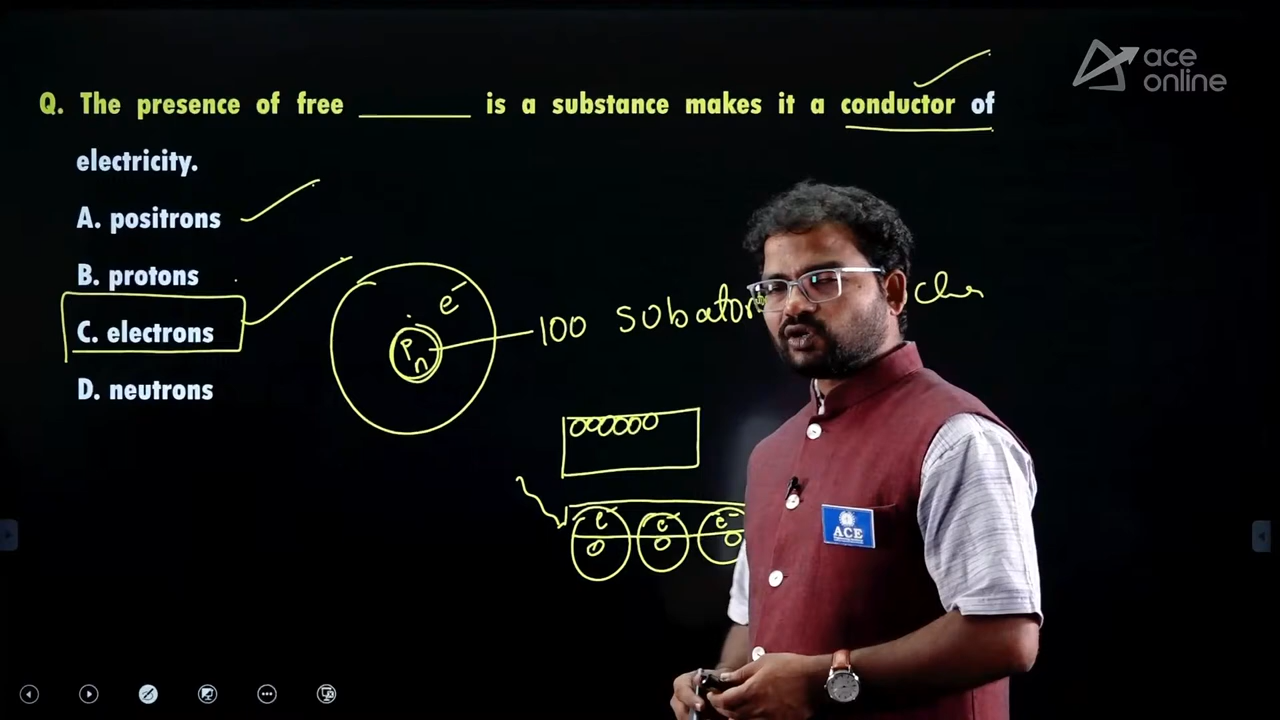 ace
online
Q. The presence of free ________ is a substance makes it a conductor of
electricity.
A. positrons
B. protons
C. electrons
D. neutrons
e-
P
n
100
e- e- e-
ACE